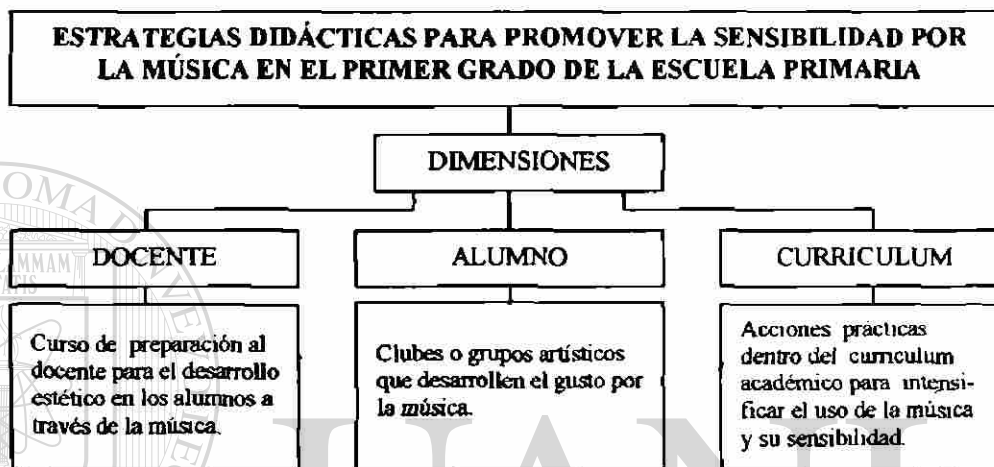 ESTRATEGIAS DIDÁCTICAS PARA PROMOVER LA SENSIBILIDAD POR
LA MÚSICA EN EL PRIMER GRADO DE LA ESCUELA PRIMARIA
DIMENSIONES
DOCENTE
Curso de preparación al
docente para el desarrollo
estético en los alumnos a
través de la música.
ALUMNO
Clubes o grupos artísticos
que desarrollen el gusto por
la música.
CURRICULUM
Acciones prácticas
dentro del curriculum
académico para intensi-
ficar el uso de la música
y su sensibilidad.